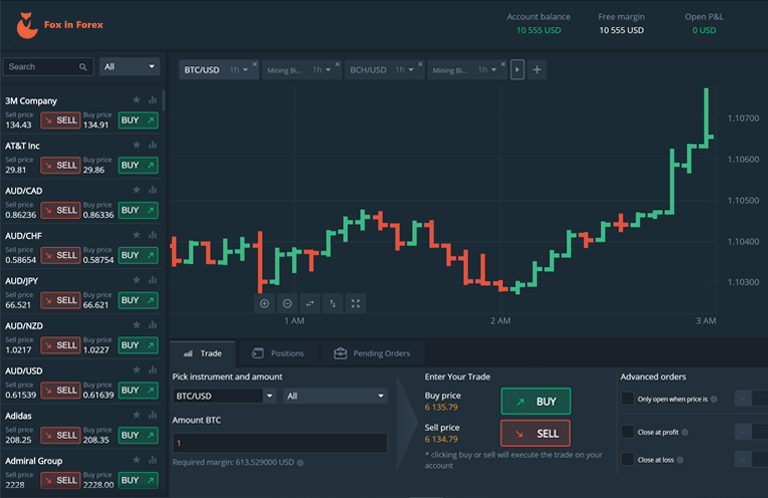 Fox in Forex
Account balance
10 555 USD
Free margin
10 555 USD
Open P&L
0 USD
Search
All
BTC/USD 1h
Mining Bi... 1h
BCH/USD 1h
Mining Bi... 1h
3M Company
Sell price Buy price
134.43 SELL 134.91 BUY
AT&T Inc
Sell price Buy price
29.81 SELL 29.86 BUY
AUD/CAD
Sell price Buy price
0.86236 SELL 0.86336 BUY
AUD/CHF
Sell price Buy price
0.58654 SELL 0.58754 BUY
AUD/JPY
Sell price Buy price
66.521 SELL 66.621 BUY
AUD/NZD
Sell price Buy price
1.0217 SELL 1.0227 BUY
AUD/USD
Sell price Buy price
0.61539 SELL 0.61639 BUY
Adidas
Sell price Buy price
208.25 SELL 208.35 BUY
Admiral Group
Sell price Buy price
2228 SELL 2228.00 BUY
1.10700
1.10600
1.10500
1.10400
1.10300
1 AM 2 AM 3 AM
Trade
Positions
Pending Orders
Pick instrument and amount
BTC/USD
All
Amount BTC
1
Required margin: 613.529000 USD
Enter Your Trade
Buy price
6 135.79
BUY
Sell price
6 134.79
SELL
* clicking buy or sell will execute the trade on your
account
Advanced orders
Only open when price is
Close at profit
Close at loss